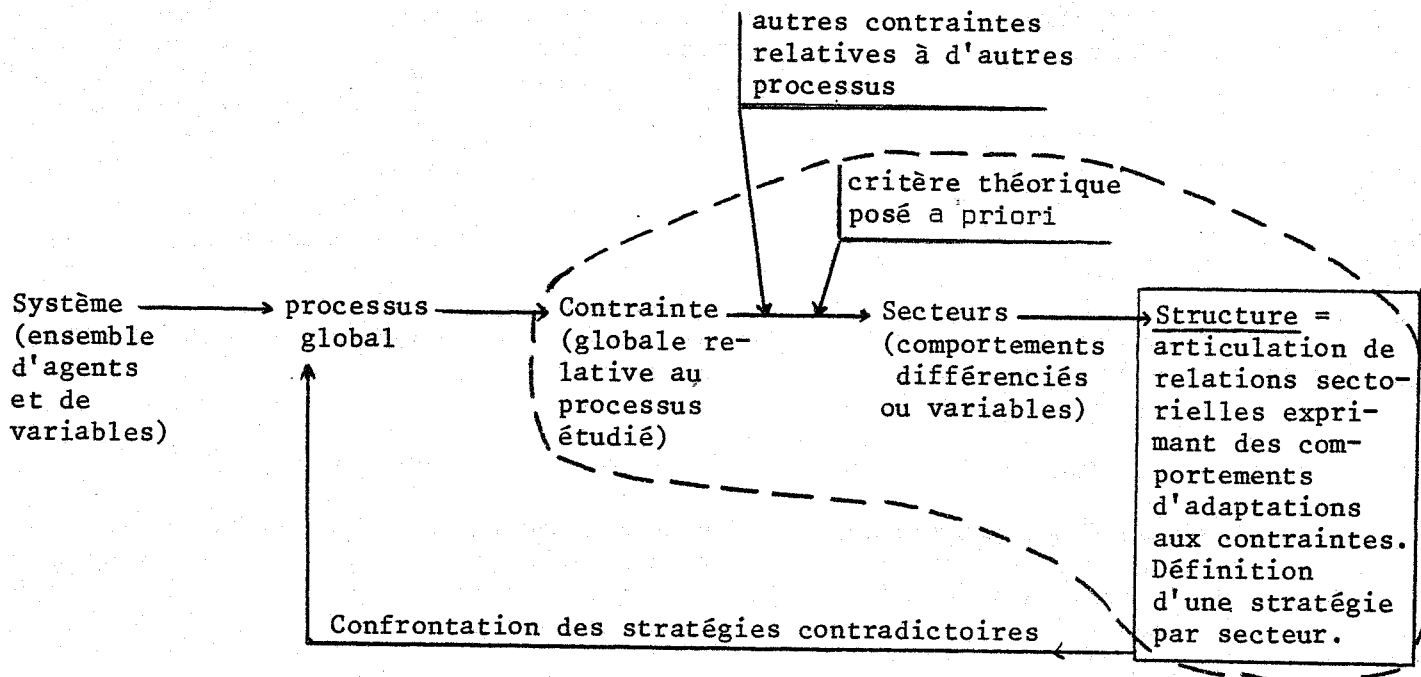 autres contraintes
relatives à d'autres
processus
critère théorique
posé a priori
Système
(ensemble
d'agents
et de
variables)
processus
global
Contrainte
(globale re-
lative au
processus
étudié)
Secteurs
(comportements
différenciés
ou variables)
Structure =
articulation de
relations secto-
rielles expri-
mant des com-
portements
d'adaptations
aux contraintes.
Définition
d'une stratégie
par secteur.
Confrontation des stratégies contradictoires